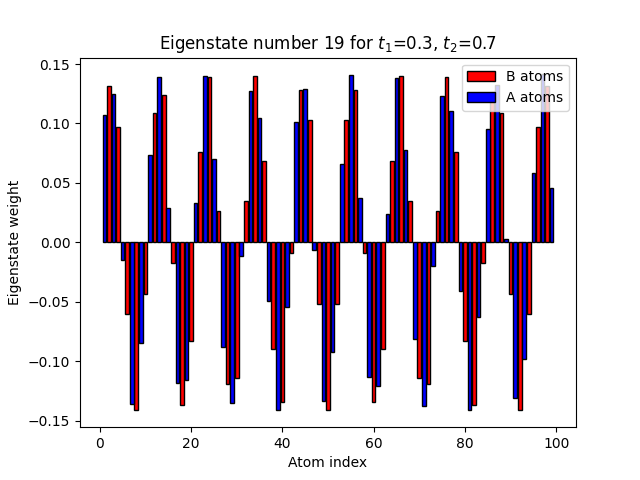 Eigenstate number 19 for t₁=0.3, t₂=0.7
B atoms
A atoms
Eigenstate weight
0.15
0.10
0.05
0.00
−0.05
−0.10
−0.15
0 20 40 60 80 100
Atom index